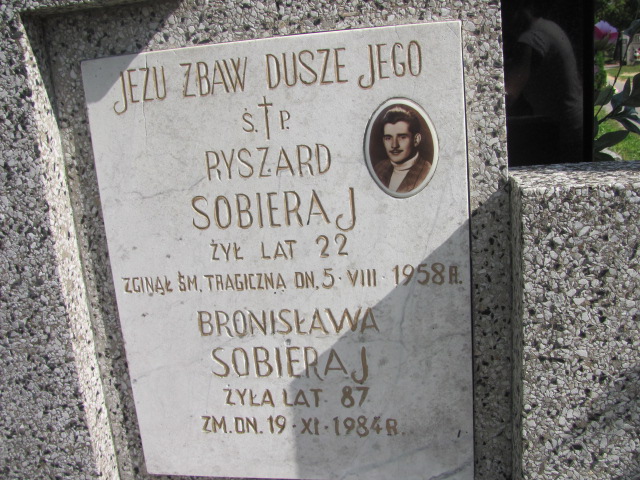 JEZU ZBAW DUSZE JEGO
Ś.†P.
RYSZARD
SOBIERAJ
ŻYŁ LAT 22
ZGINĄŁ ŚM. TRAGICZNĄ DN. 5·VIII·1958 R.
BRONISŁAWA
SOBIERAJ
ŻYŁA LAT 87
ZM. DN. 19·XI·1984 R.